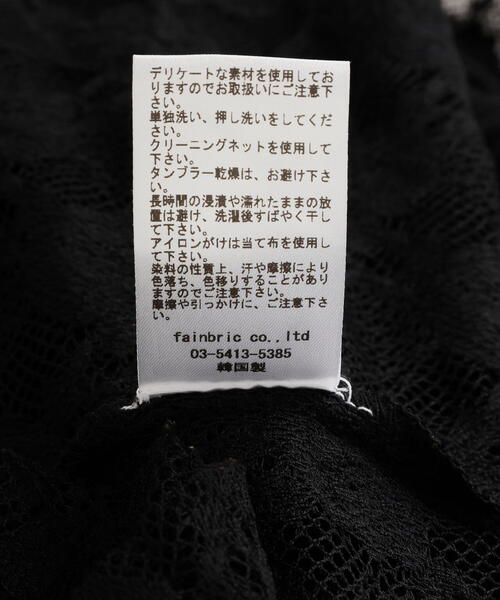 デリケートな素材を使用してお
りますのでお取扱いにご注意下
さい。
単独洗い、押し洗いをしてくだ
さい。
クリーニングネットを使用して
下さい。
タンブラー乾燥は、お避け下さ
い。
長時間の浸漬や濡れたままの放
置は避け、洗濯後すばやく干し
て下さい。
アイロンがけは当て布を使用し
て下さい。
染料の性質上、汗や摩擦により
色落ち、色移りすることがあり
ますのでご注意下さい。
摩擦や引っかけに、ご注意下さ
い。
fainbric co.,ltd
03-5413-5385
韓国製